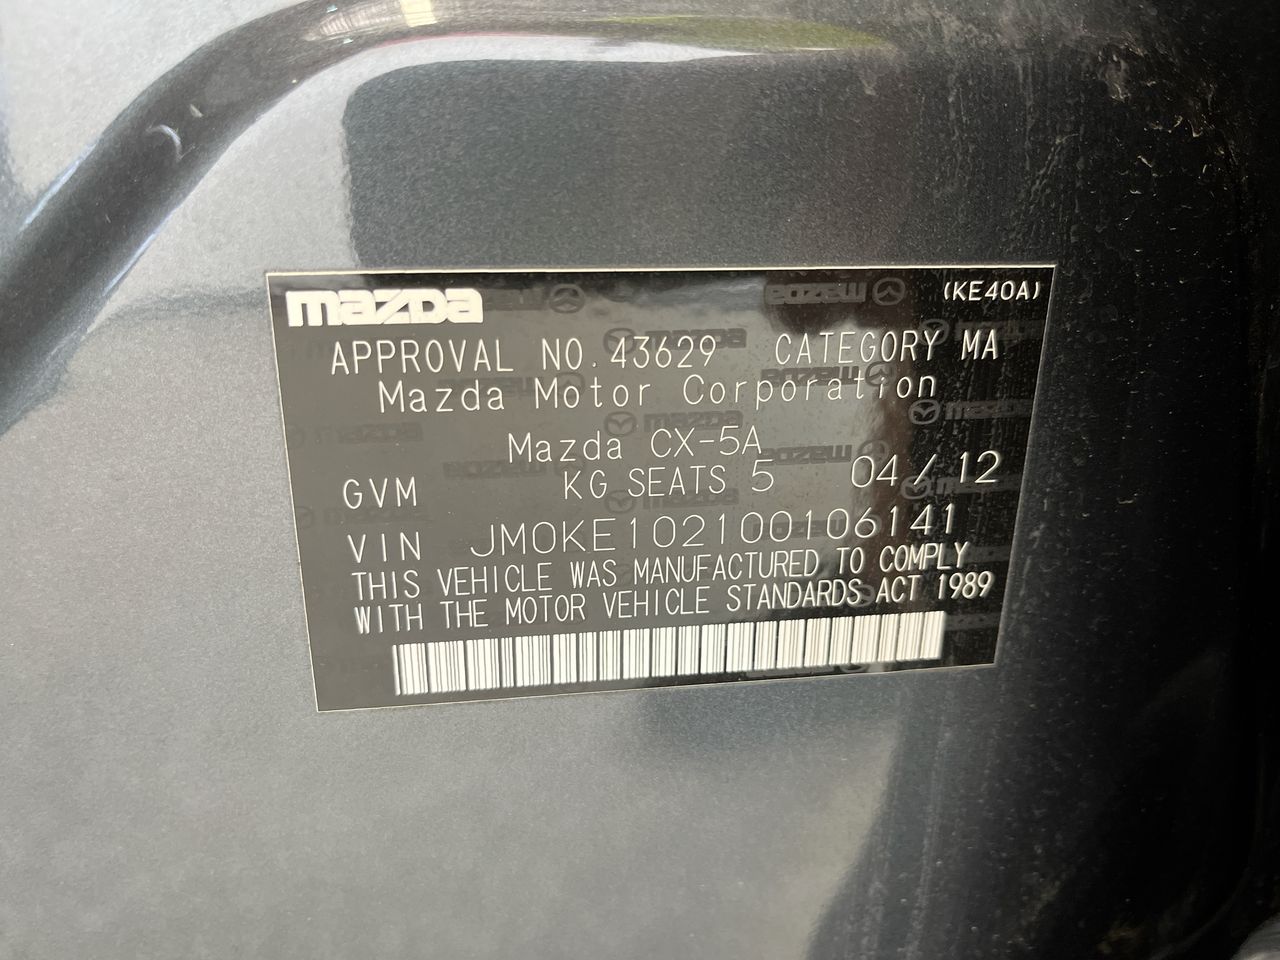 mazda
(KE40A)
APPROVAL NO.43629 CATEGORY MA
Mazda Motor Corporation
Mazda CX-5A
GVM KG SEATS 5 04/12
VIN JM0KE102100106141
THIS VEHICLE WAS MANUFACTURED TO COMPLY
WITH THE MOTOR VEHICLE STANDARDS ACT 1989